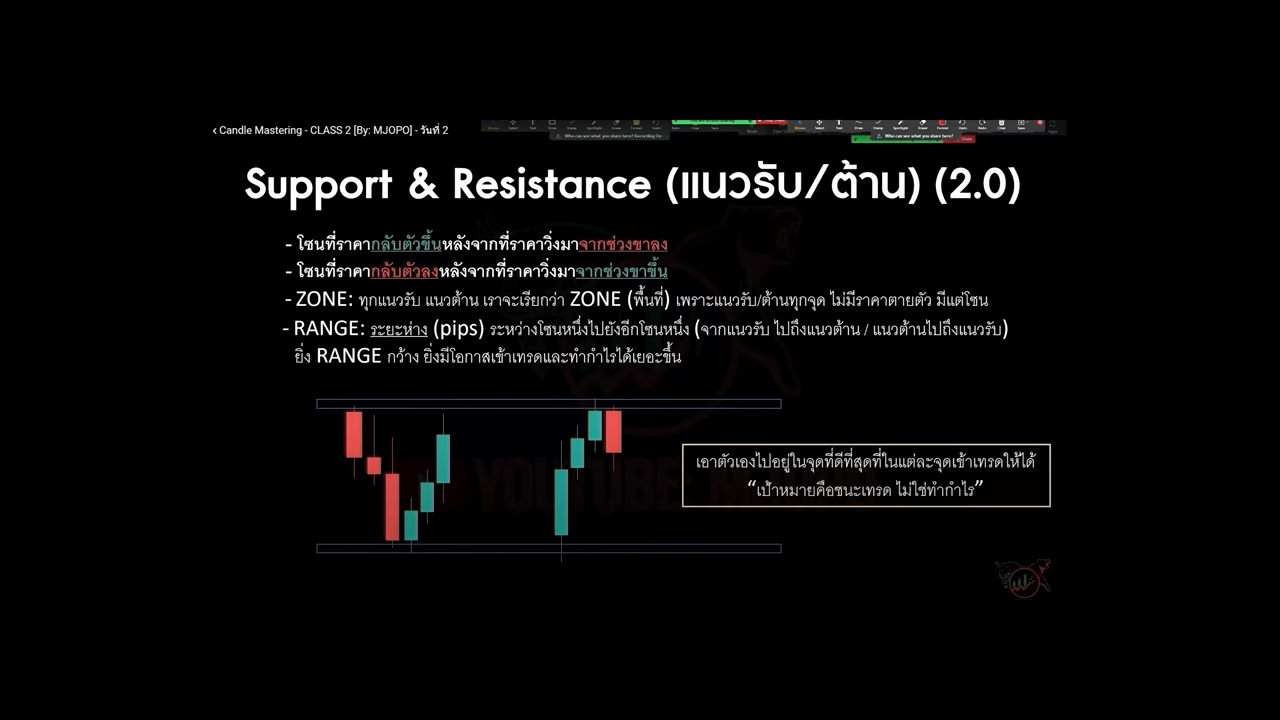 ‹ Candle Mastering - CLASS 2 [By: MJOPO] - วันที่ 2
Who can see what you share here? Recording On
Who can see what you share here?
Support & Resistance (แนวรับ/ต้าน) (2.0)
- โซนที่ราคากลับตัวขึ้นหลังจากที่ราคาวิ่งมาจากช่วงขาลง
- โซนที่ราคากลับตัวลงหลังจากที่ราคาวิ่งมาจากช่วงขาขึ้น
- ZONE: ทุกแนวรับ แนวต้าน เราจะเรียกว่า ZONE (พื้นที่) เพราะแนวรับ/ต้านทุกจุด ไม่มีราคาตายตัว มีแต่โซน
- RANGE: ระยะห่าง (pips) ระหว่างโซนหนึ่งไปยังอีกโซนหนึ่ง (จากแนวรับ ไปถึงแนวต้าน / แนวต้านไปถึงแนวรับ)
ยิ่ง RANGE กว้าง ยิ่งมีโอกาสเข้าเทรดและทำกำไรได้เยอะขึ้น
เอาตัวเองไปอยู่ในจุดที่ดีที่สุดที่ในแต่ละจุดเข้าเทรดให้ได้
“เป้าหมายคือชนะเทรด ไม่ใช่ทำกำไร”
YOUTUBE